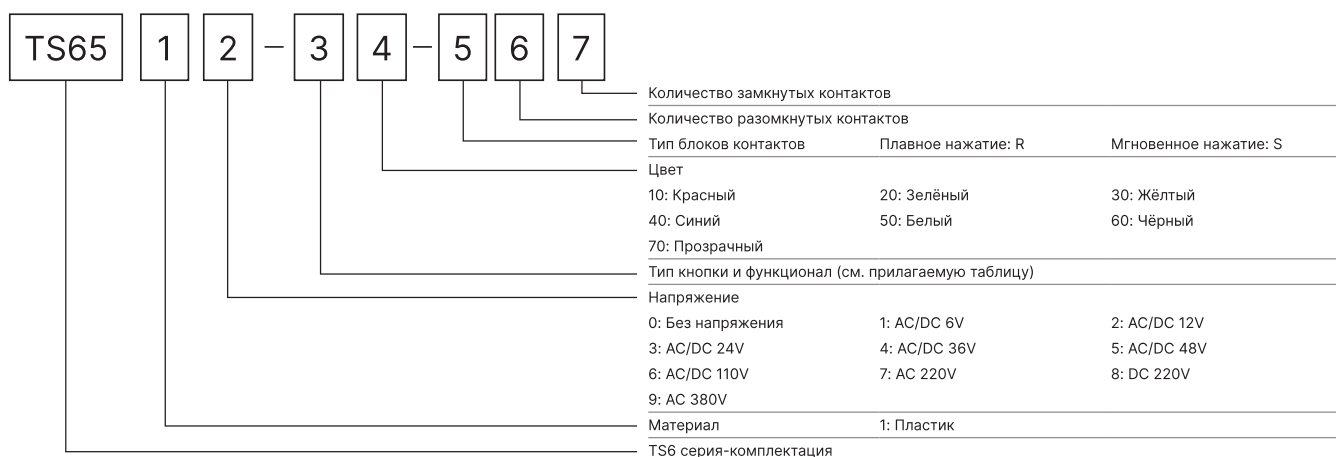 TS65 1 2 – 3 4 – 5 6 7
Количество замкнутых контактов
Количество разомкнутых контактов
Тип блоков контактов Плавное нажатие: R Мгновенное нажатие: S
Цвет
10: Красный 20: Зелёный 30: Жёлтый
40: Синий 50: Белый 60: Чёрный
70: Прозрачный
Тип кнопки и функционал (см. прилагаемую таблицу)
Напряжение
0: Без напряжения 1: AC/DC 6V 2: AC/DC 12V
3: AC/DC 24V 4: AC/DC 36V 5: AC/DC 48V
6: AC/DC 110V 7: AC 220V 8: DC 220V
9: AC 380V
Материал 1: Пластик
TS6 серия-комплектация